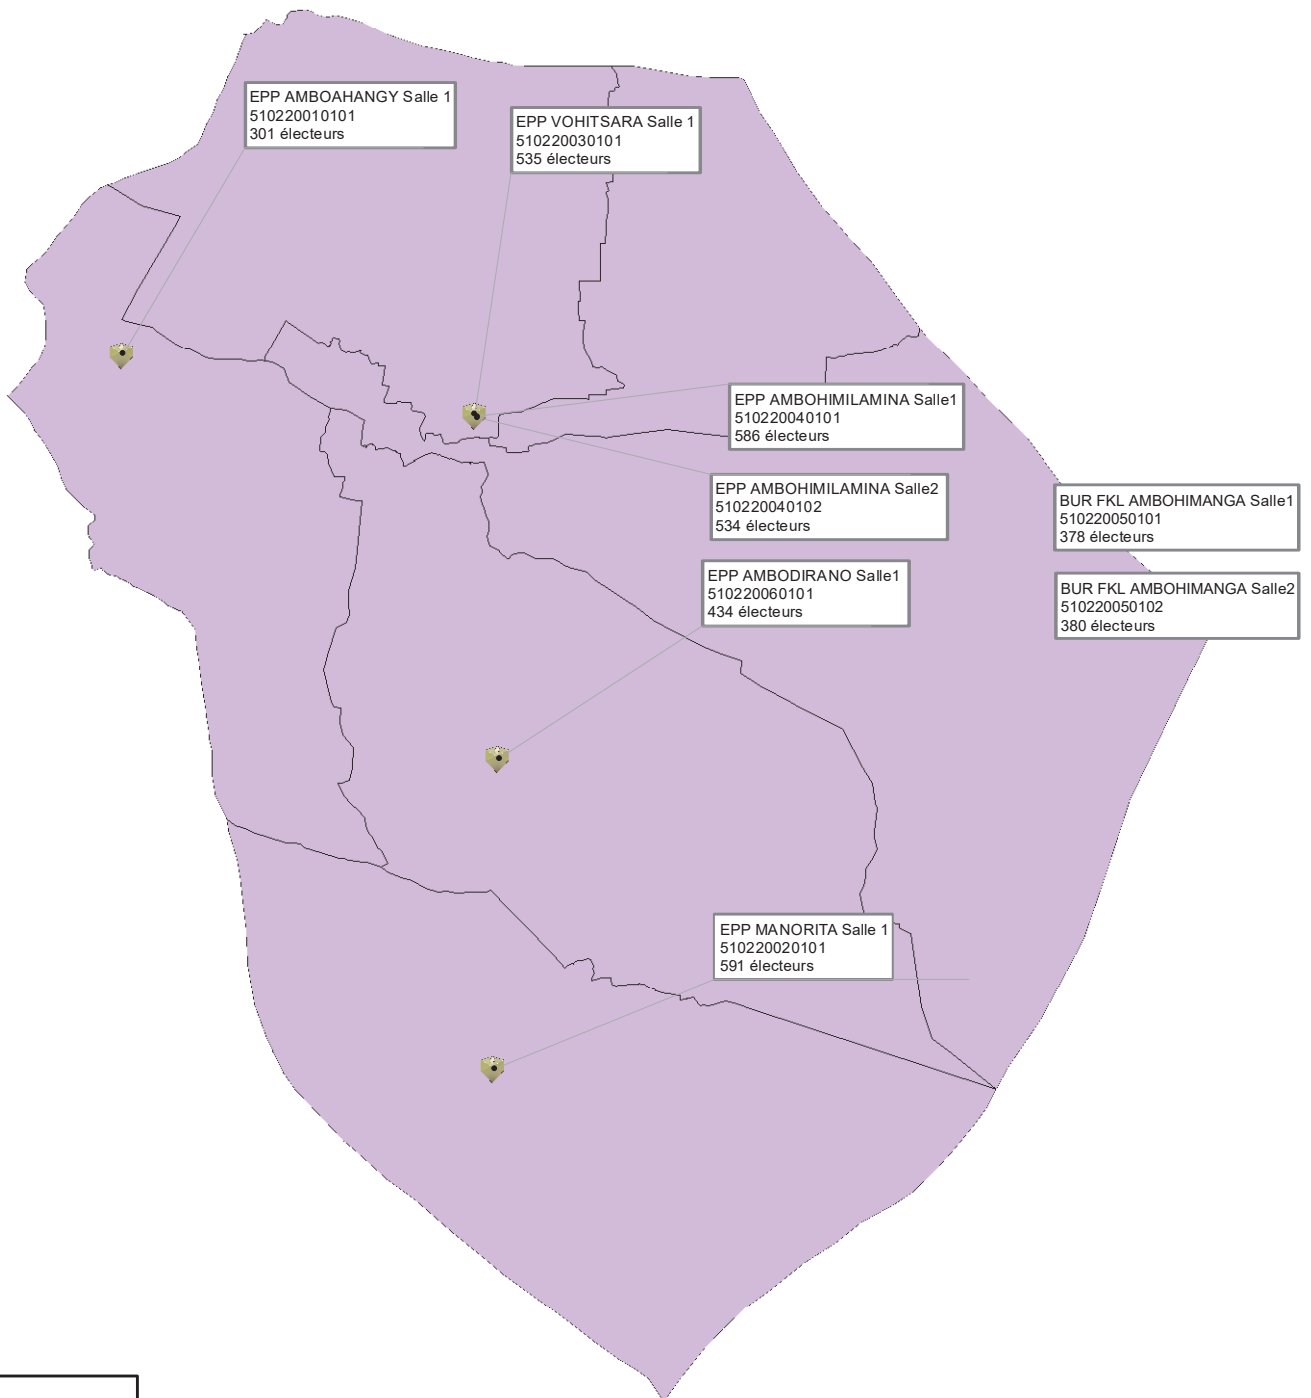 EPP AMBOAHANGY Salle 1
510220010101
301 électeurs
EPP VOHITSARA Salle 1
510220030101
535 électeurs
EPP AMBOHIMILAMINA Salle1
510220040101
586 électeurs
EPP AMBOHIMILAMINA Salle2
510220040102
534 électeurs
BUR FKL AMBOHIMANGA Salle1
510220050101
378 électeurs
EPP AMBODIRANO Salle1
510220060101
434 électeurs
BUR FKL AMBOHIMANGA Salle2
510220050102
380 électeurs
EPP MANORITA Salle 1
510220020101
591 électeurs